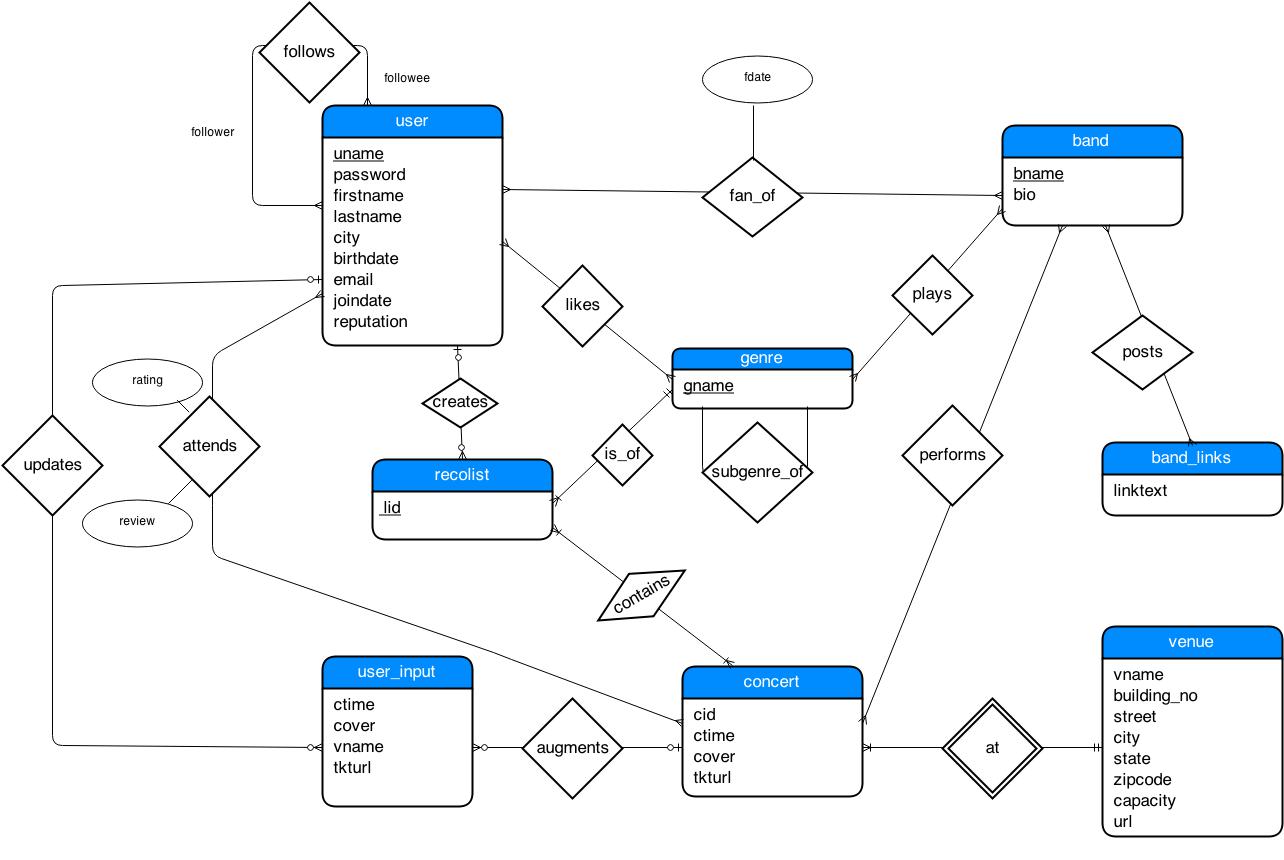 follows
followee
follower
fdate
user
uname
password
firstname
lastname
city
birthdate
email
joindate
reputation
fan_of
band
bname
bio
likes
plays
posts
genre
gname
rating
attends
review
updates
creates
is_of
subgenre_of
performs
band_links
linktext
recolist
lid
contains
user_input
ctime
cover
vname
tkturl
augments
concert
cid
ctime
cover
tkturl
at
venue
vname
building_no
street
city
state
zipcode
capacity
url